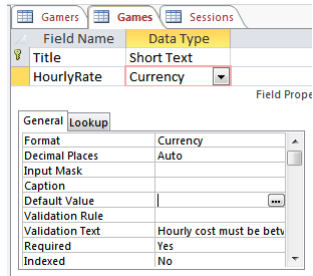 Gamers Games Sessions
Field Name Data Type
Title Short Text
HourlyRate Currency
Field Prope
General Lookup
Format Currency
Decimal Places Auto
Input Mask
Caption
Default Value
Validation Rule
Validation Text Hourly cost must be betw
Required Yes
Indexed No